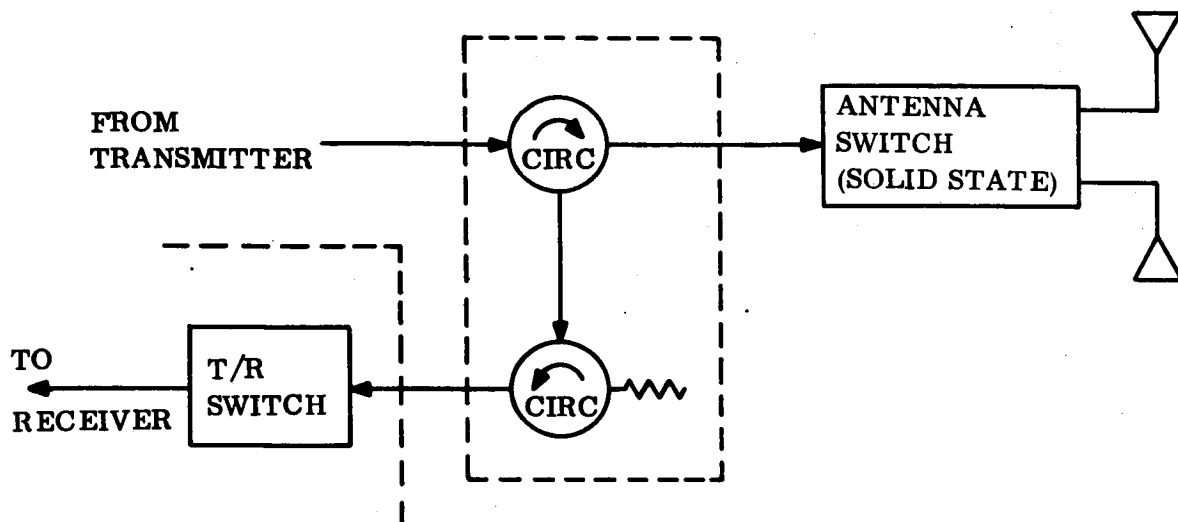 FROM
TRANSMITTER
CIRC
ANTENNA
SWITCH
(SOLID STATE)
TO
RECEIVER
T/R
SWITCH
CIRC